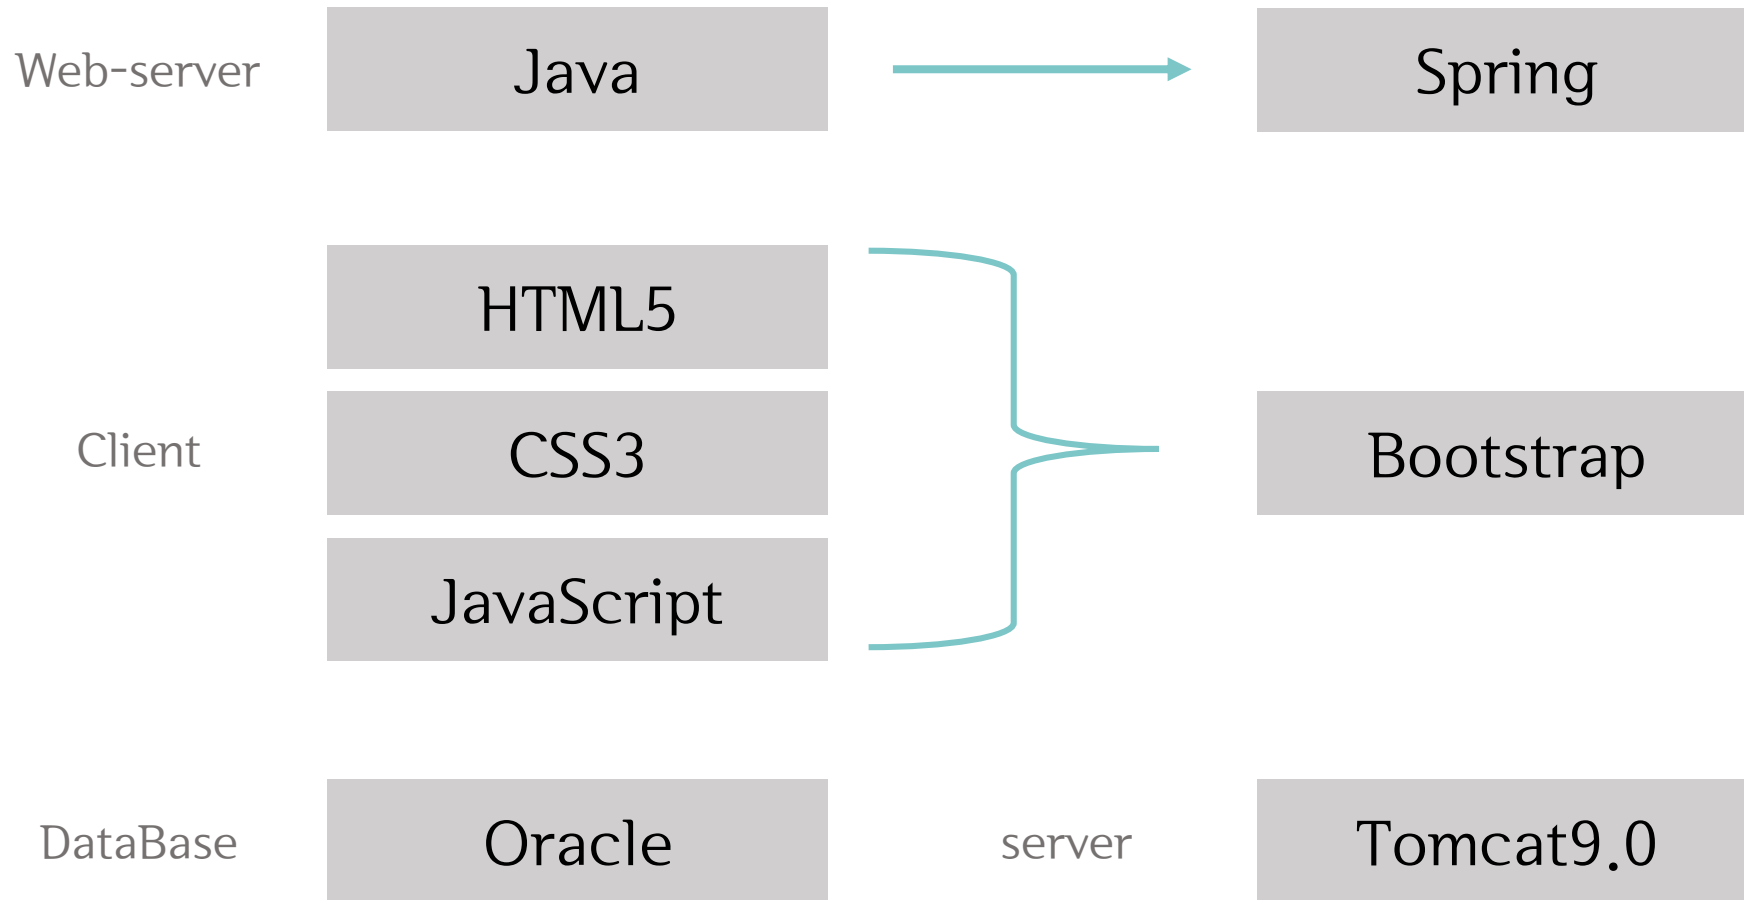 Web-server
Java
Spring
HTML5
Client
CSS3
Bootstrap
JavaScript
DataBase
Oracle
server
Tomcat9.0